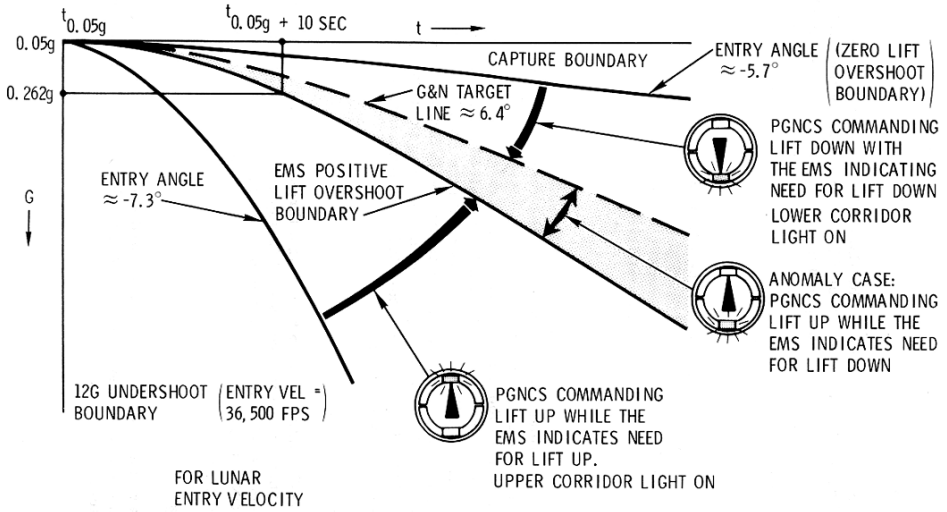 t0.05g
t0.05g + 10 SEC
t
0.05g
0.262g
G
CAPTURE BOUNDARY
ENTRY ANGLE
≈ -5.7°
(ZERO LIFT
OVERSHOOT
BOUNDARY)
G&N TARGET
LINE ≈ 6.4°
PGNCS COMMANDING
LIFT DOWN WITH
THE EMS INDICATING
NEED FOR LIFT DOWN
LOWER CORRIDOR
LIGHT ON
ENTRY ANGLE
≈ -7.3°
EMS POSITIVE
LIFT OVERSHOOT
BOUNDARY
ANOMALY CASE:
PGNCS COMMANDING
LIFT UP WHILE THE
EMS INDICATES NEED
FOR LIFT DOWN
12G UNDERSHOOT
BOUNDARY
(ENTRY VEL =
36,500 FPS)
PGNCS COMMANDING
LIFT UP WHILE THE
EMS INDICATES NEED
FOR LIFT UP.
UPPER CORRIDOR LIGHT ON
FOR LUNAR
ENTRY VELOCITY